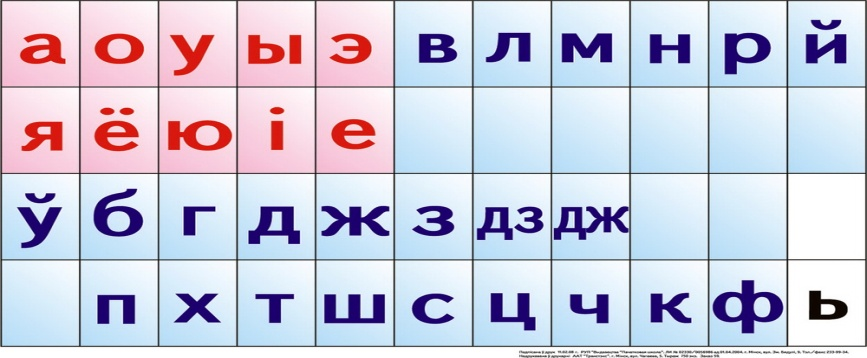 а о у ы э в л м н р й
я ё ю і е
ў б г д ж з дз дж
п х т ш с ц ч к ф ь